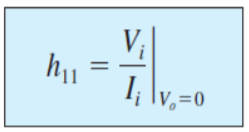 h₁₁ = Vᵢ / Iᵢ |Vₒ=0